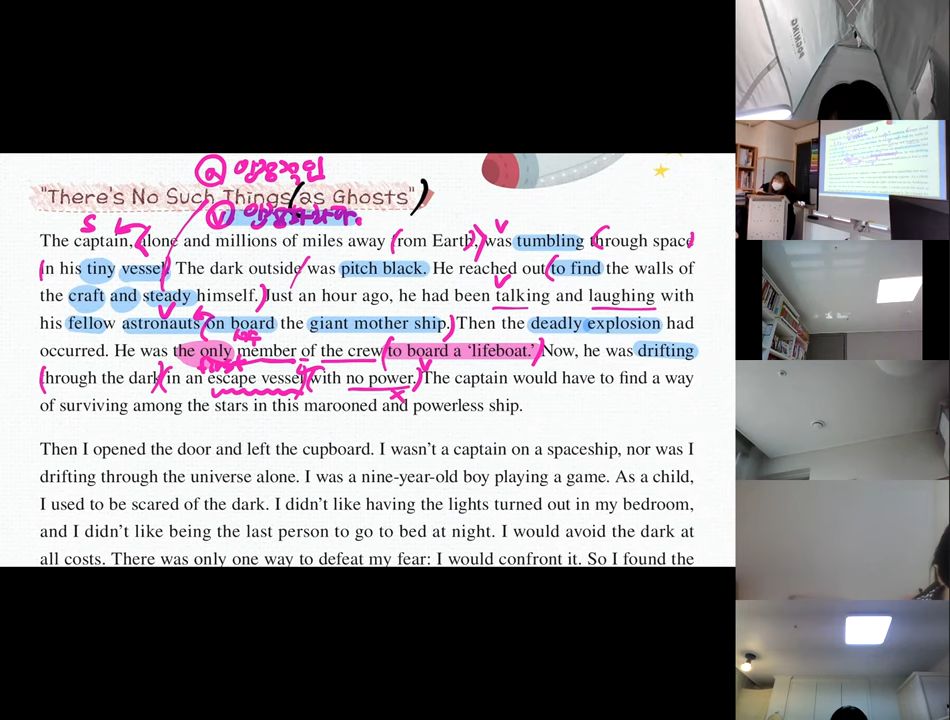 "There's No Such Things (as Ghosts")
S
The captain, alone and millions of miles away from Earth, was tumbling through space
in his tiny vessel. The dark outside was pitch black. He reached out to find the walls of
the craft and steady himself. Just an hour ago, he had been talking and laughing with
his fellow astronauts on board the giant mother ship. Then the deadly explosion had
occurred. He was the only member of the crew to board a 'lifeboat.' Now, he was drifting
through the dark in an escape vessel with no power. The captain would have to find a way
of surviving among the stars in this marooned and powerless ship.
Then I opened the door and left the cupboard. I wasn't a captain on a spaceship, nor was I
drifting through the universe alone. I was a nine-year-old boy playing a game. As a child,
I used to be scared of the dark. I didn't like having the lights turned out in my bedroom,
and I didn't like being the last person to go to bed at night. I would avoid the dark at
all costs. There was only one way to defeat my fear: I would confront it. So I found the